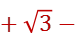 + √3 −